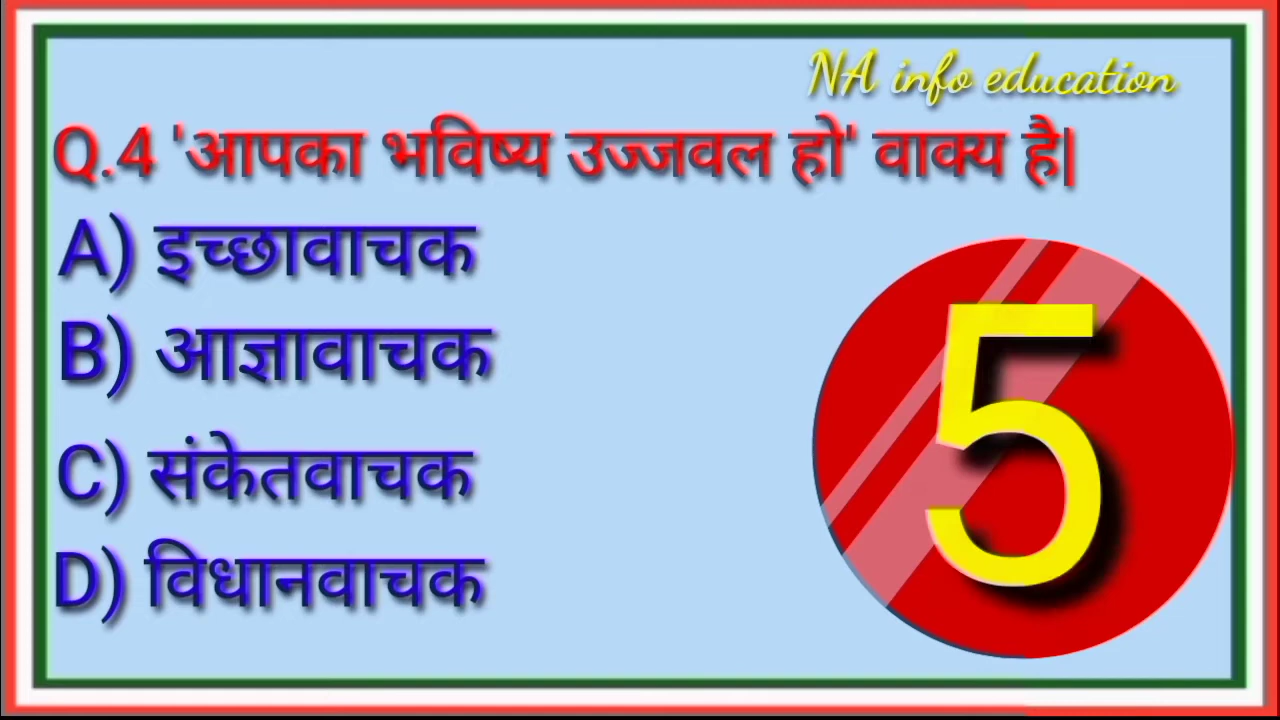 NA info education
Q.4 'आपका भविष्य उज्जवल हो' वाक्य है|
A) इच्छावाचक
B) आज्ञावाचक
C) संकेतवाचक
D) विधानवाचक
5